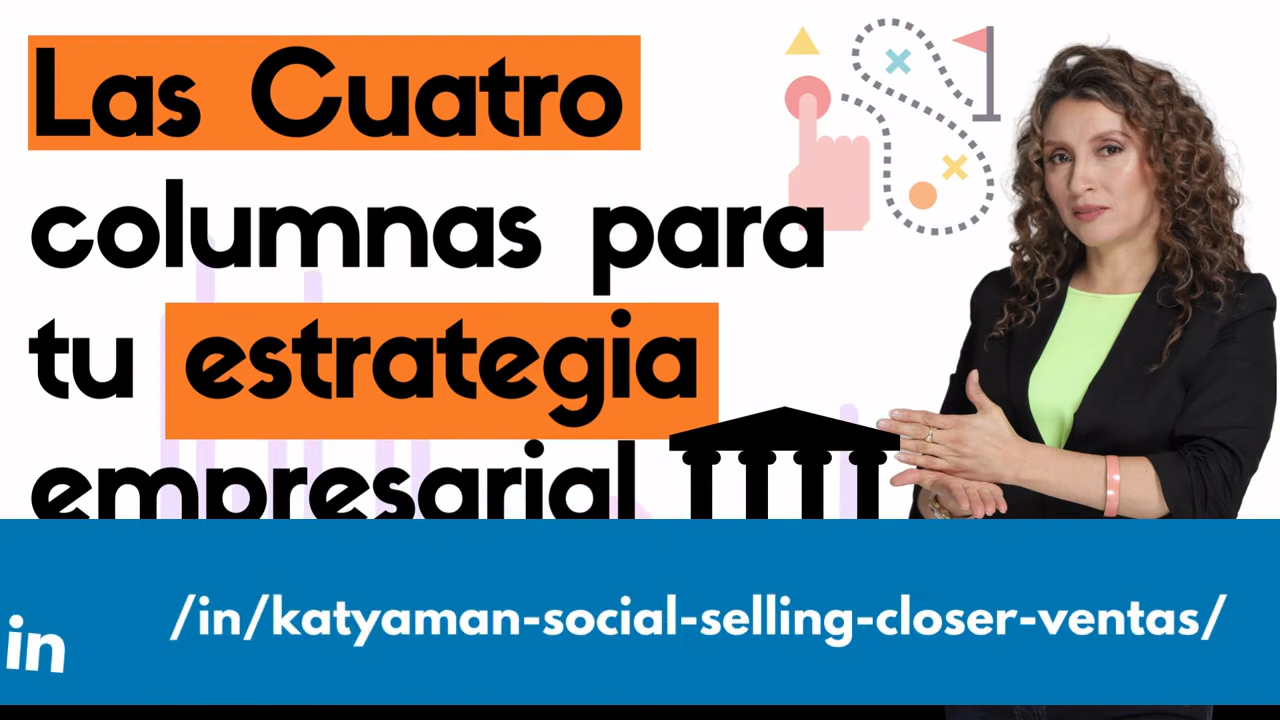 Las Cuatro
columnas para
tu estrategia
empresarial
in
/in/katyaman-social-selling-closer-ventas/